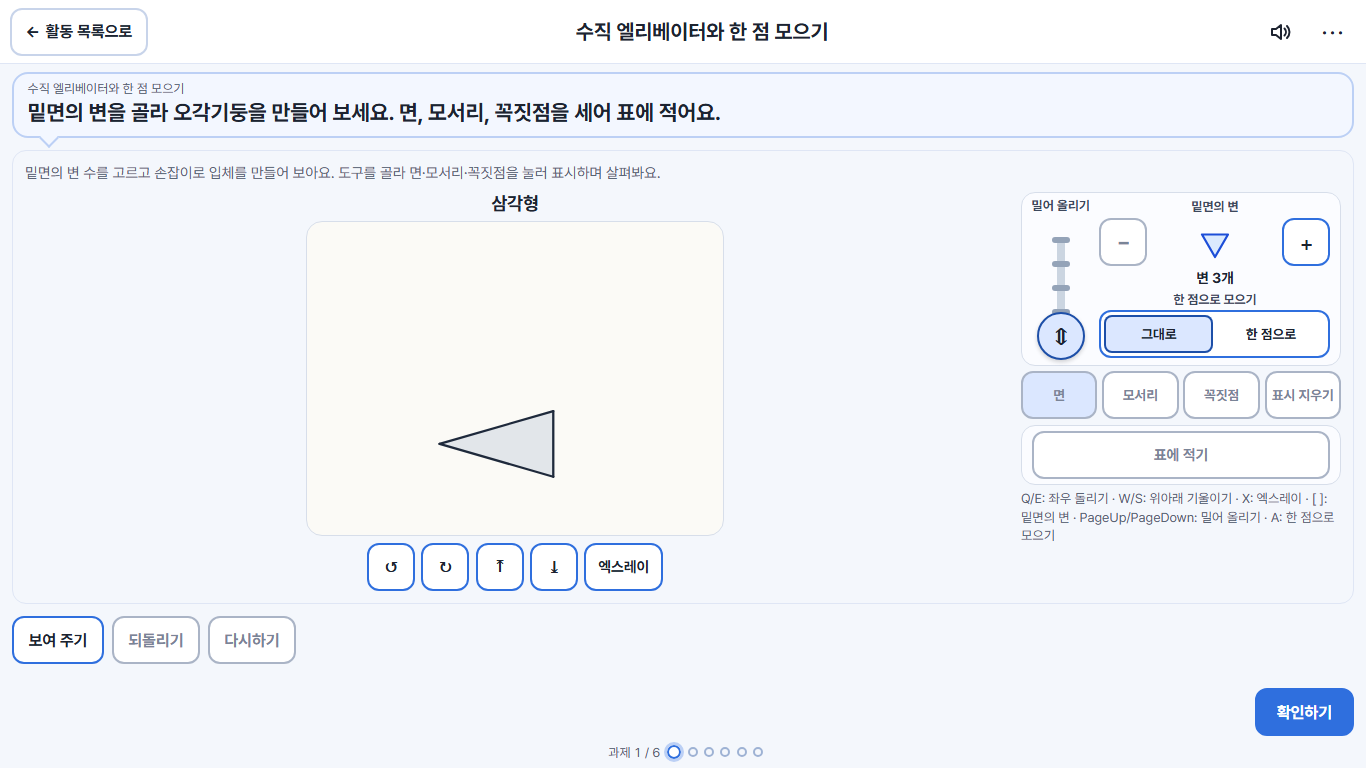 ← 활동 목록으로
수직 엘리베이터와 한 점 모으기
수직 엘리베이터와 한 점 모으기
밑면의 변을 골라 오각기둥을 만들어 보세요. 면, 모서리, 꼭짓점을 세어 표에 적어요.
밑면의 변 수를 고르고 손잡이로 입체를 만들어 보아요. 도구를 골라 면·모서리·꼭짓점을 눌러 표시하며 살펴봐요.
삼각형
밀어 올리기
밑면의 변
−
+
변 3개
한 점으로 모으기
그대로
한 점으로
면
모서리
꼭짓점
표시 지우기
표에 적기
Q/E: 좌우 돌리기 · W/S: 위아래 기울이기 · X: 엑스레이 · [ ]:
밑면의 변 · PageUp/PageDown: 밀어 올리기 · A: 한 점으로
모으기
엑스레이
보여 주기
되돌리기
다시하기
확인하기
과제 1 / 6